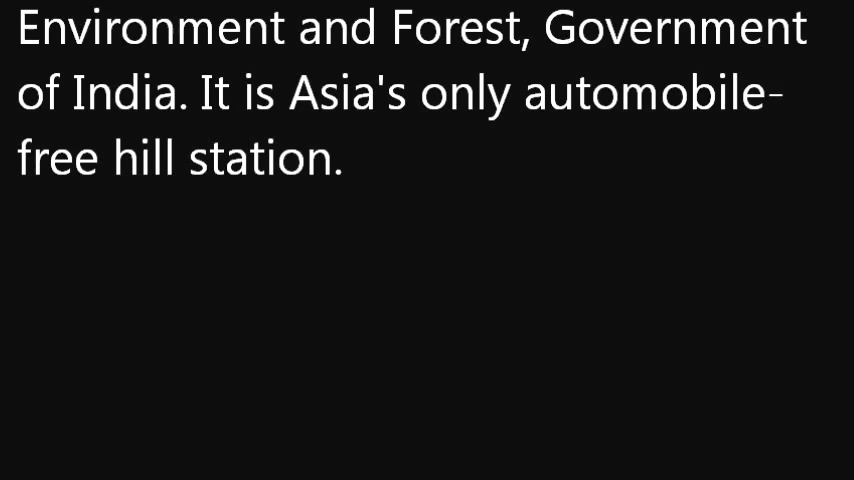 Environment and Forest, Government
of India. It is Asia's only automobile-
free hill station.